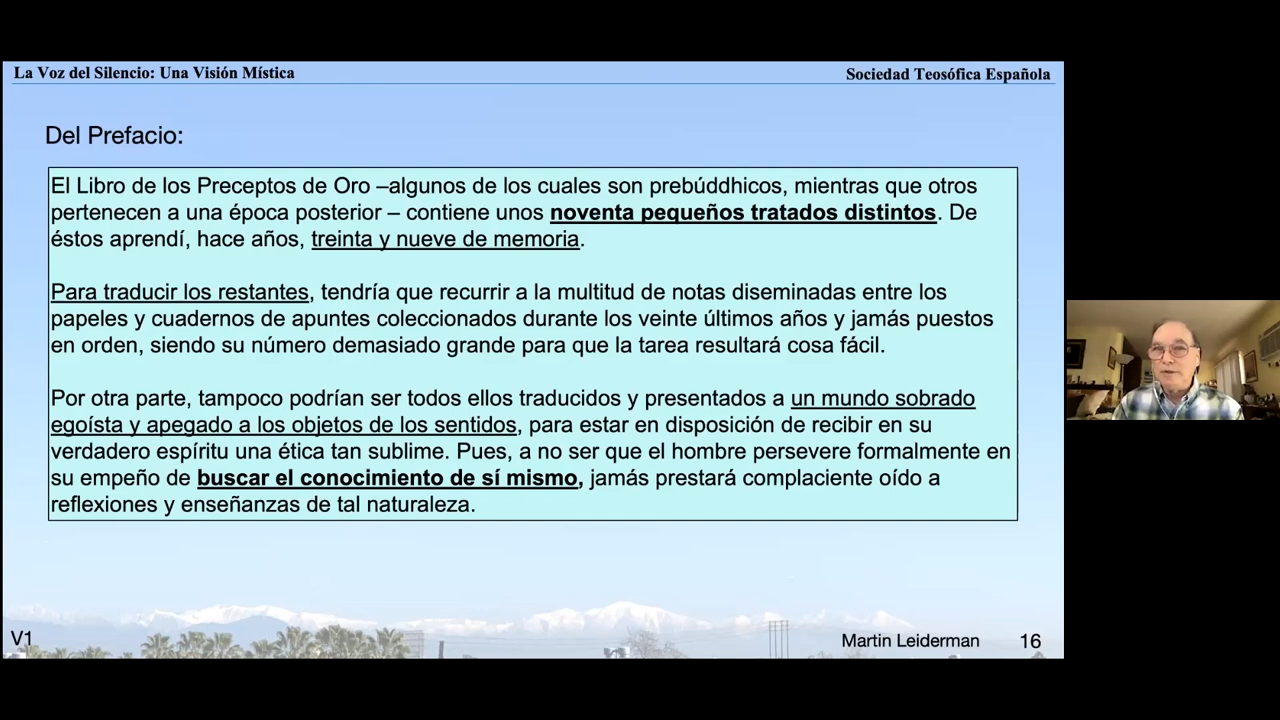 La Voz del Silencio: Una Visión Mística
Sociedad Teosófica Española
Del Prefacio:
El Libro de los Preceptos de Oro –algunos de los cuales son prebúddhicos, mientras que otros
pertenecen a una época posterior – contiene unos noventa pequeños tratados distintos. De
éstos aprendí, hace años, treinta y nueve de memoria.
Para traducir los restantes, tendría que recurrir a la multitud de notas diseminadas entre los
papeles y cuadernos de apuntes coleccionados durante los veinte últimos años y jamás puestos
en orden, siendo su número demasiado grande para que la tarea resultará cosa fácil.
Por otra parte, tampoco podrían ser todos ellos traducidos y presentados a un mundo sobrado
egoísta y apegado a los objetos de los sentidos, para estar en disposición de recibir en su
verdadero espíritu una ética tan sublime. Pues, a no ser que el hombre persevere formalmente en
su empeño de buscar el conocimiento de sí mismo, jamás prestará complaciente oído a
reflexiones y enseñanzas de tal naturaleza.
V1
Martin Leiderman
16